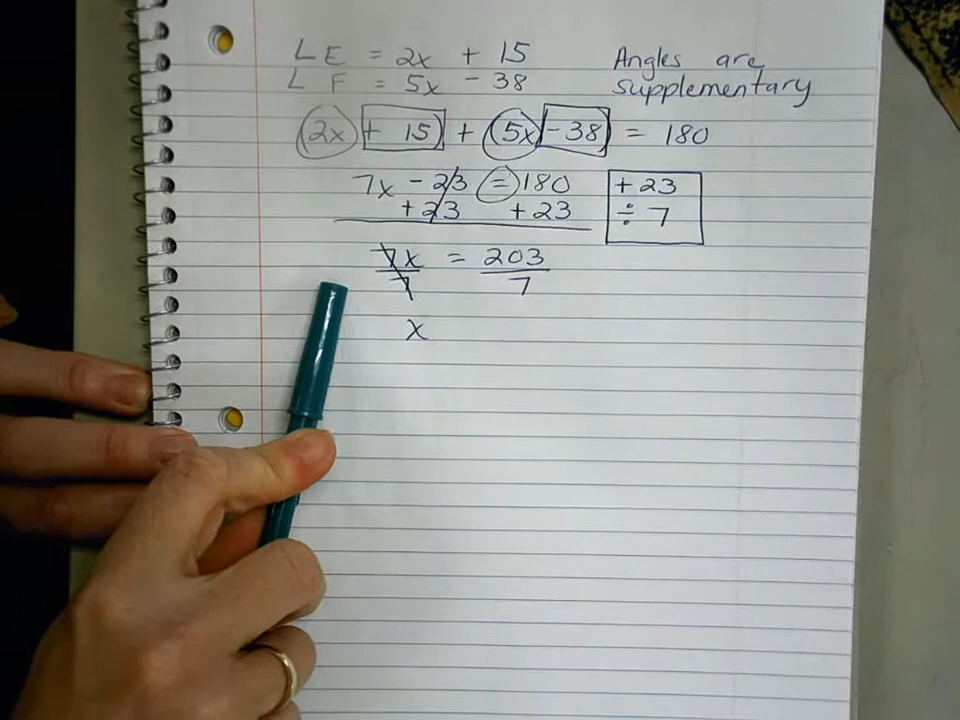 ∠E = 2x + 15 Angles are
∠F = 5x - 38 supplementary
(2x + 15) + (5x - 38) = 180
7x - 23 = 180 + 23
+ 23 + 23 ÷ 7
7x = 203
7 7
x